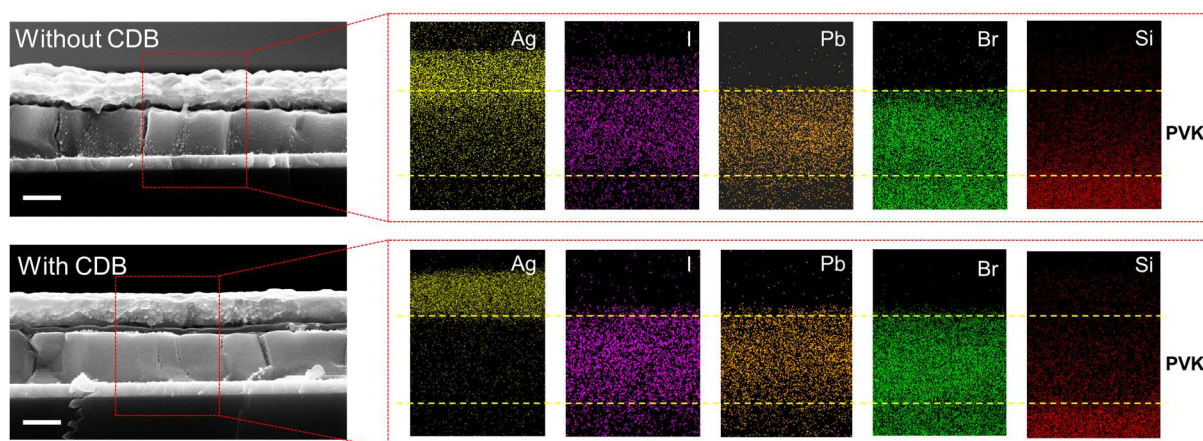 Without CDB
Ag
I
Pb
Br
Si
PVK
With CDB
Ag
I
Pb
Br
Si
PVK